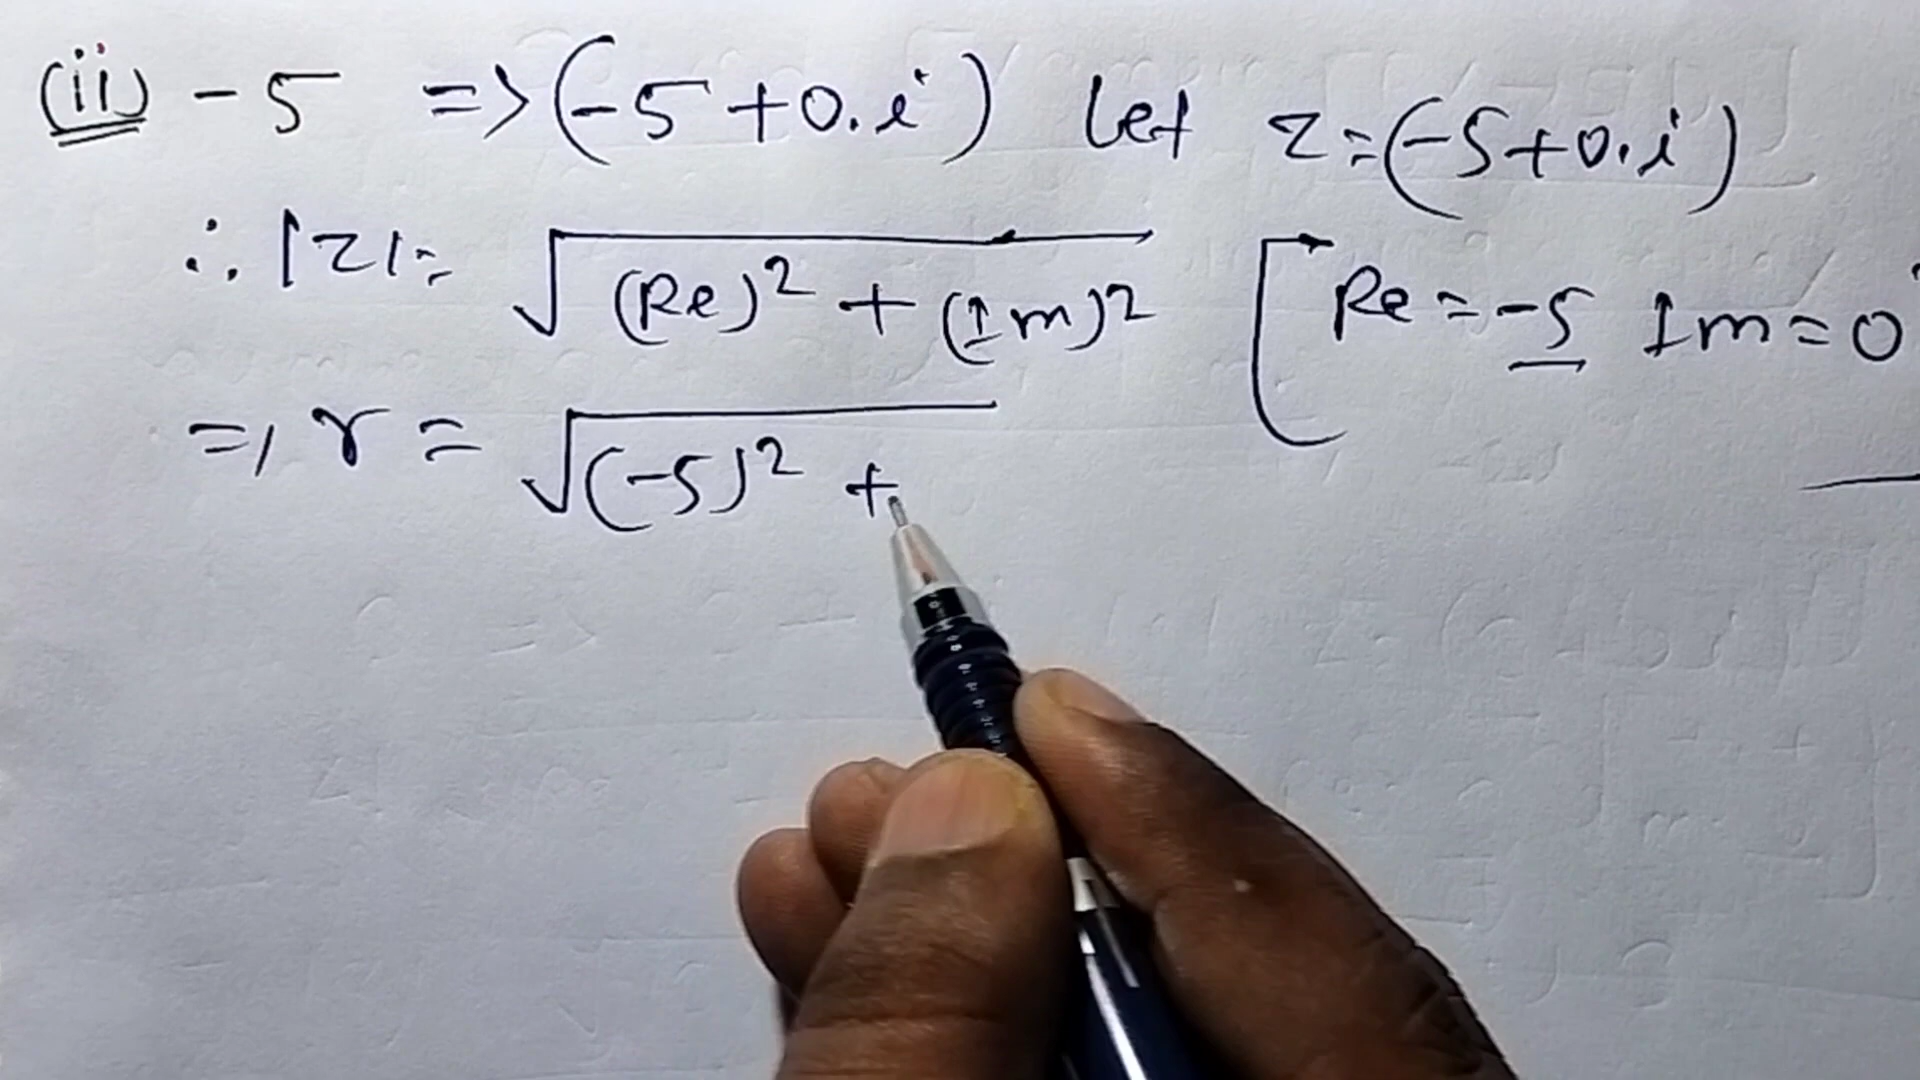 (ii) -5 => (-5+0.i) Let z=(-5+0.i)
∴ |z| = √(Re)² + (Im)² [Re = -5 Im = 0
=, r = √(-5)² +